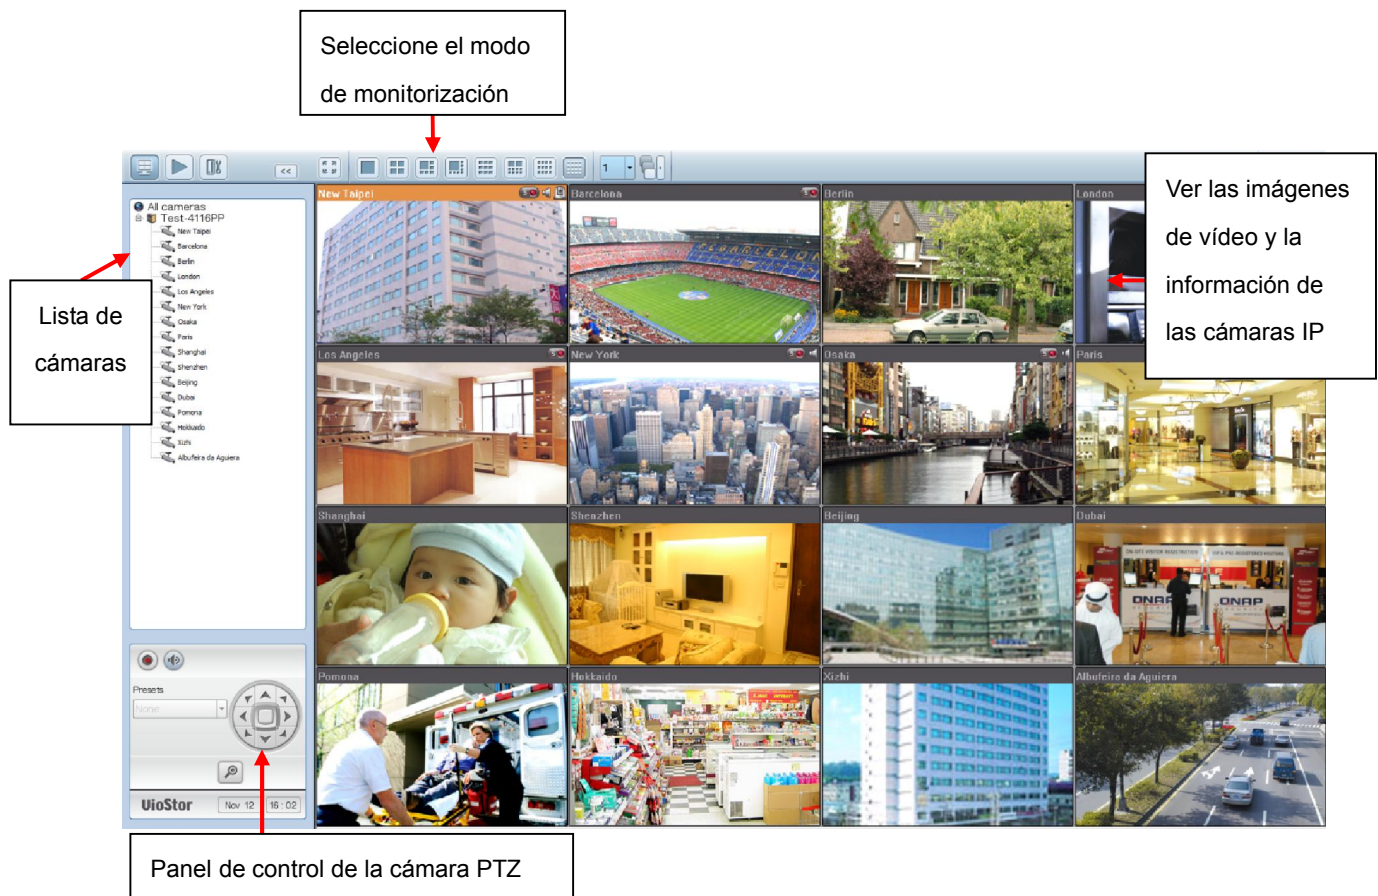 Seleccione el modo
de monitorización
<<
1
Ver las imágenes
de vídeo y la
información de
las cámaras IP
Lista de
cámaras
All cameras
Test-4116PP
New Taipei
Barcelona
Berlin
London
Los Angeles
New York
Osaka
Paris
Shanghai
Shenzhen
Beijing
Dubai
Pomona
Hokkaido
Xizhi
Albufeira da Aguiera
New Taipei
Barcelona
Berlin
London
Los Angeles
New York
Osaka
Paris
Shanghai
Shenzhen
Beijing
Dubai
ON SITE VISITOR REGISTRATION
QNAP
QNAP
Pomona
Hokkaido
Xizhi
Albufeira da Aguiera
Presets
None
VioStor
Nov 12
16 : 02
Panel de control de la cámara PTZ